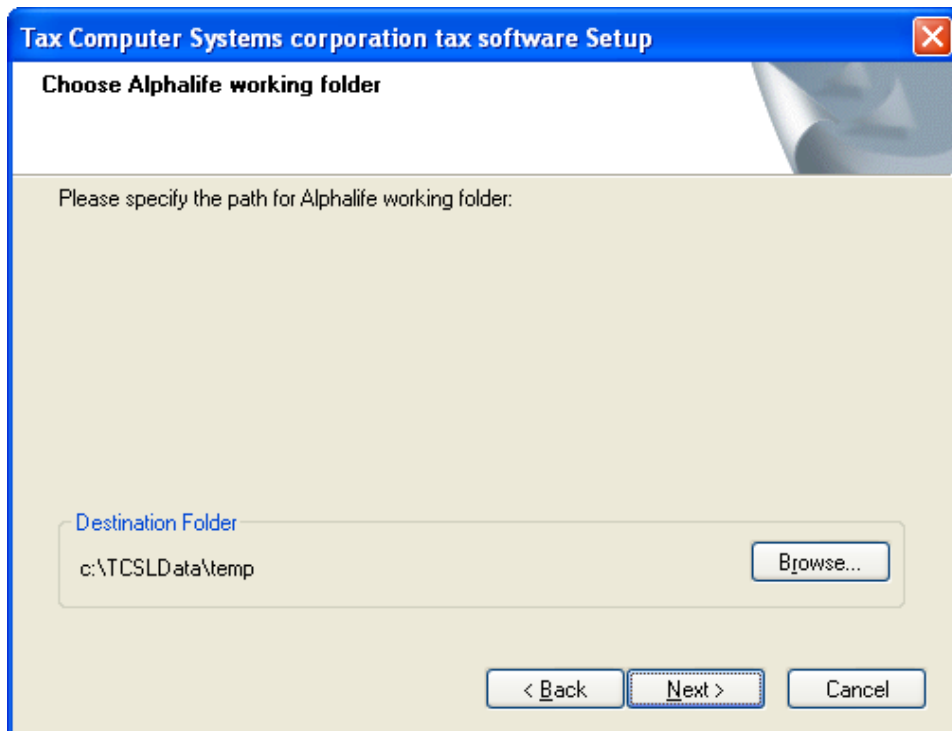 Tax Computer Systems corporation tax software Setup
Choose Alphalife working folder
Please specify the path for Alphalife working folder:
Destination Folder
c:\TCSLData\temp
Browse...
< Back
Next >
Cancel